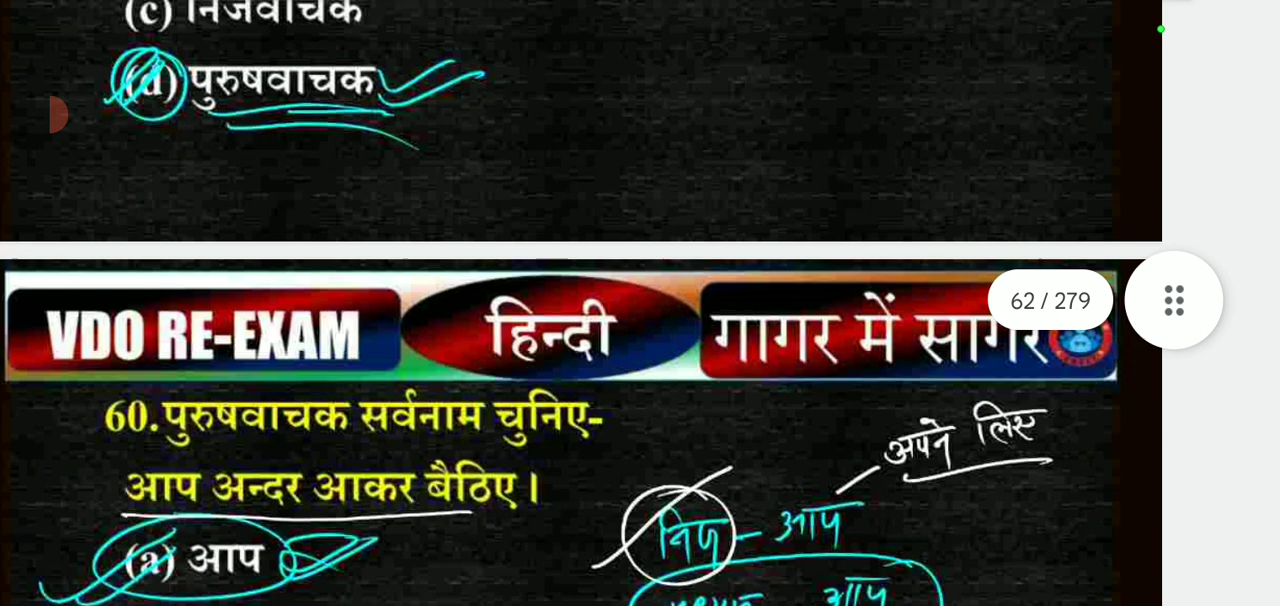 (c) निजवाचक
(d) पुरुषवाचक
VDO RE-EXAM हिन्दी गागर में सागर
62 / 279
60.पुरुषवाचक सर्वनाम चुनिए-
अपने लिए
आप अन्दर आकर बैठिए।
निज - आप
(a) आप
आप